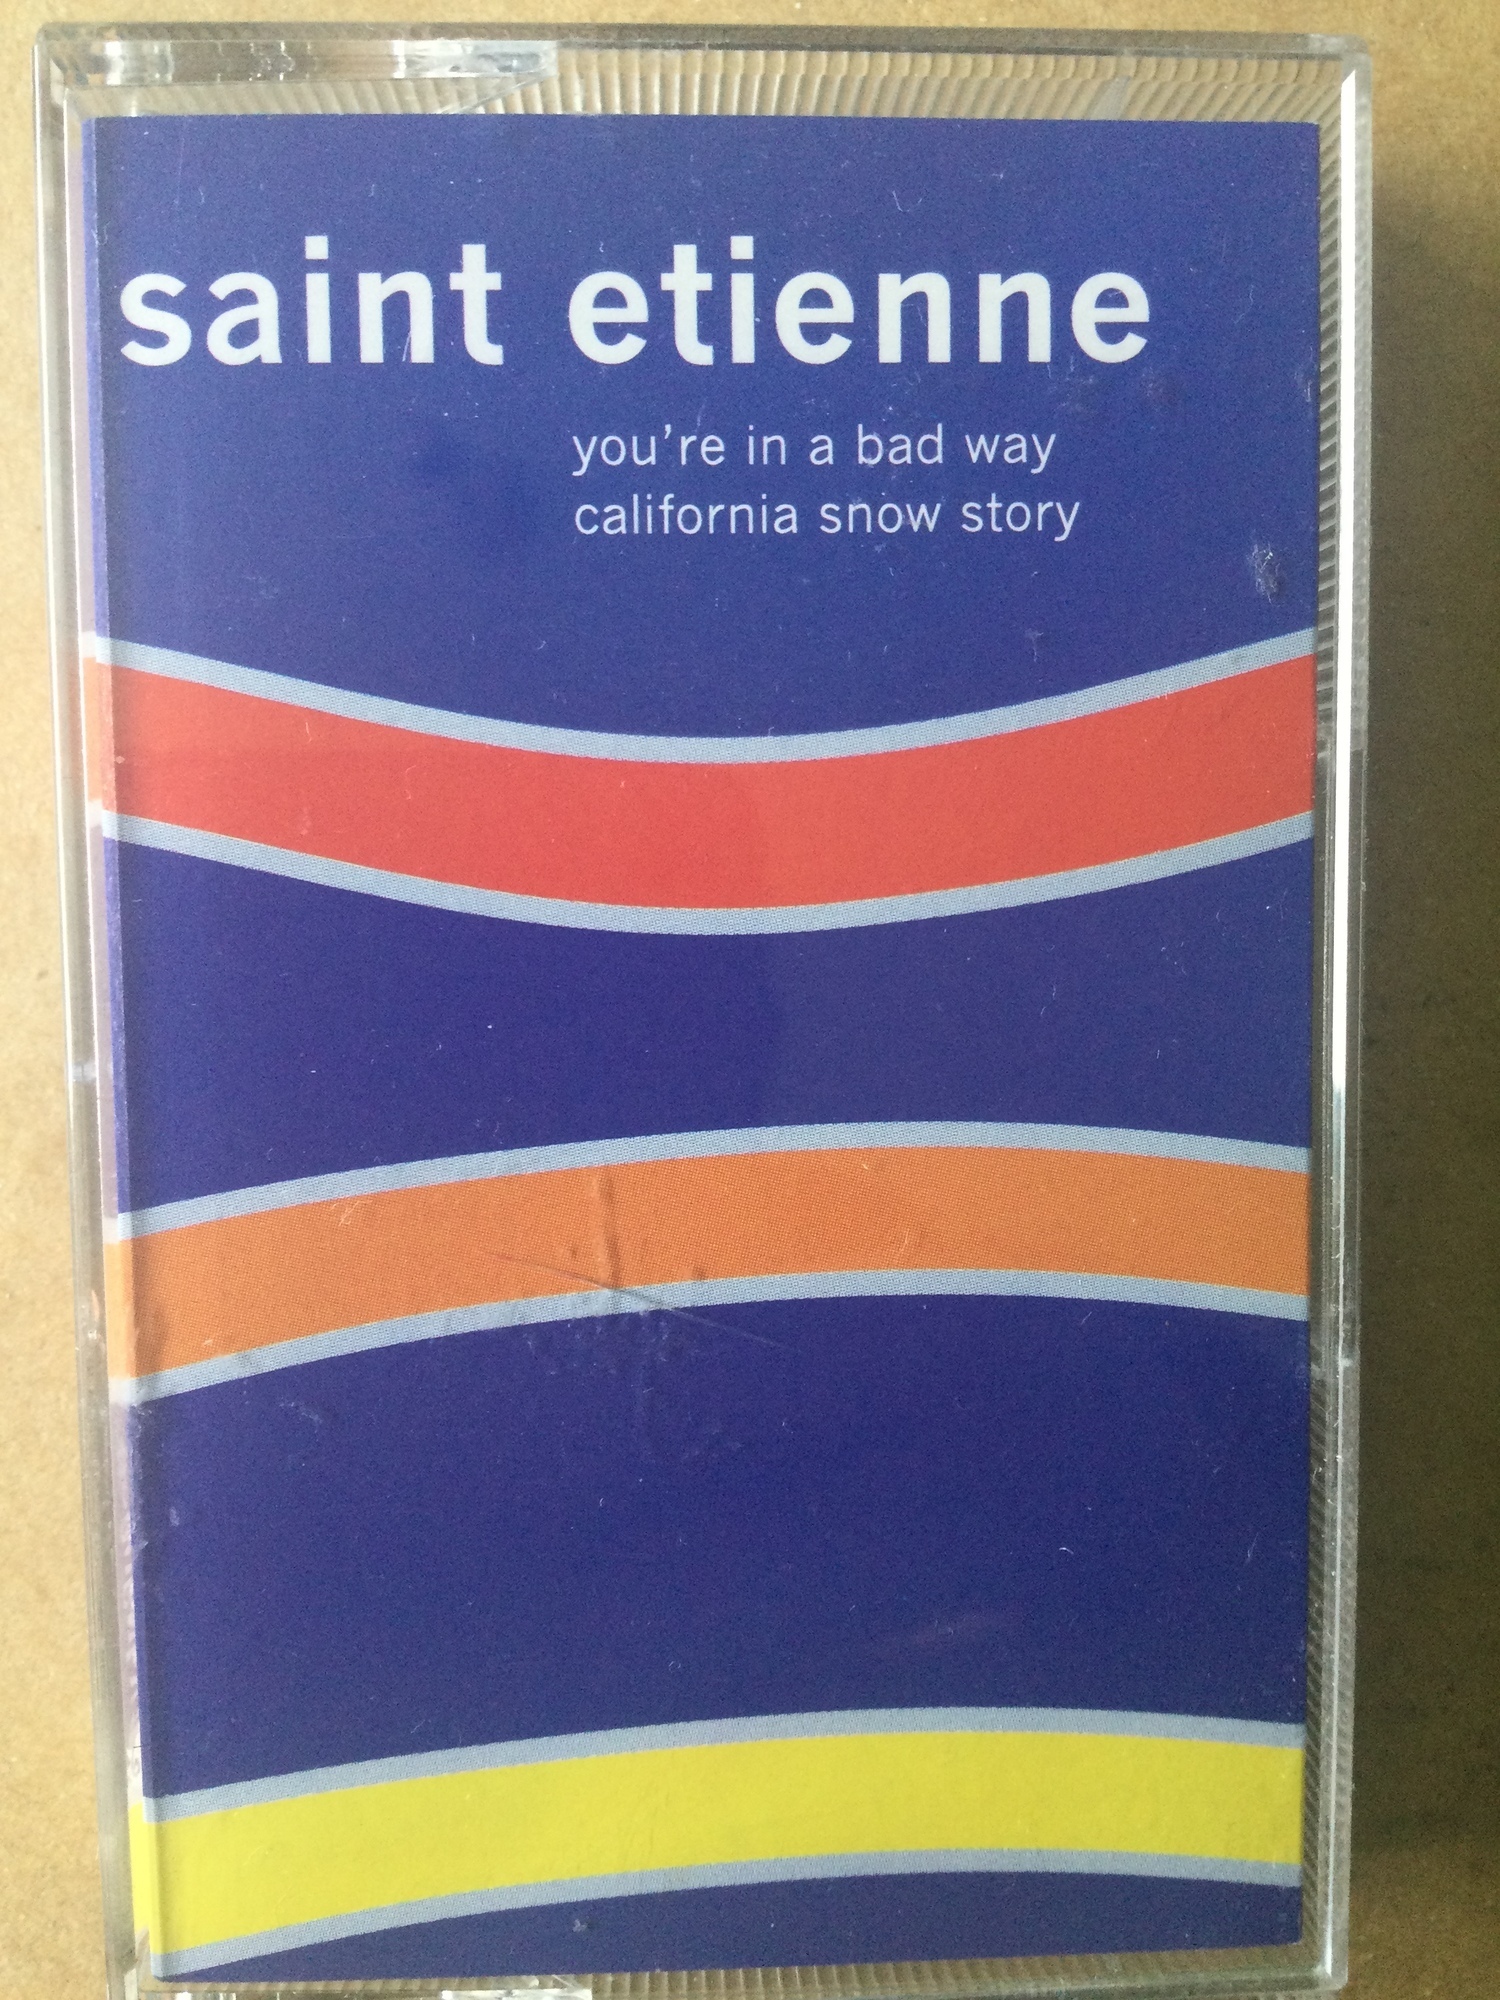 saint etienne
you're in a bad way
california snow story